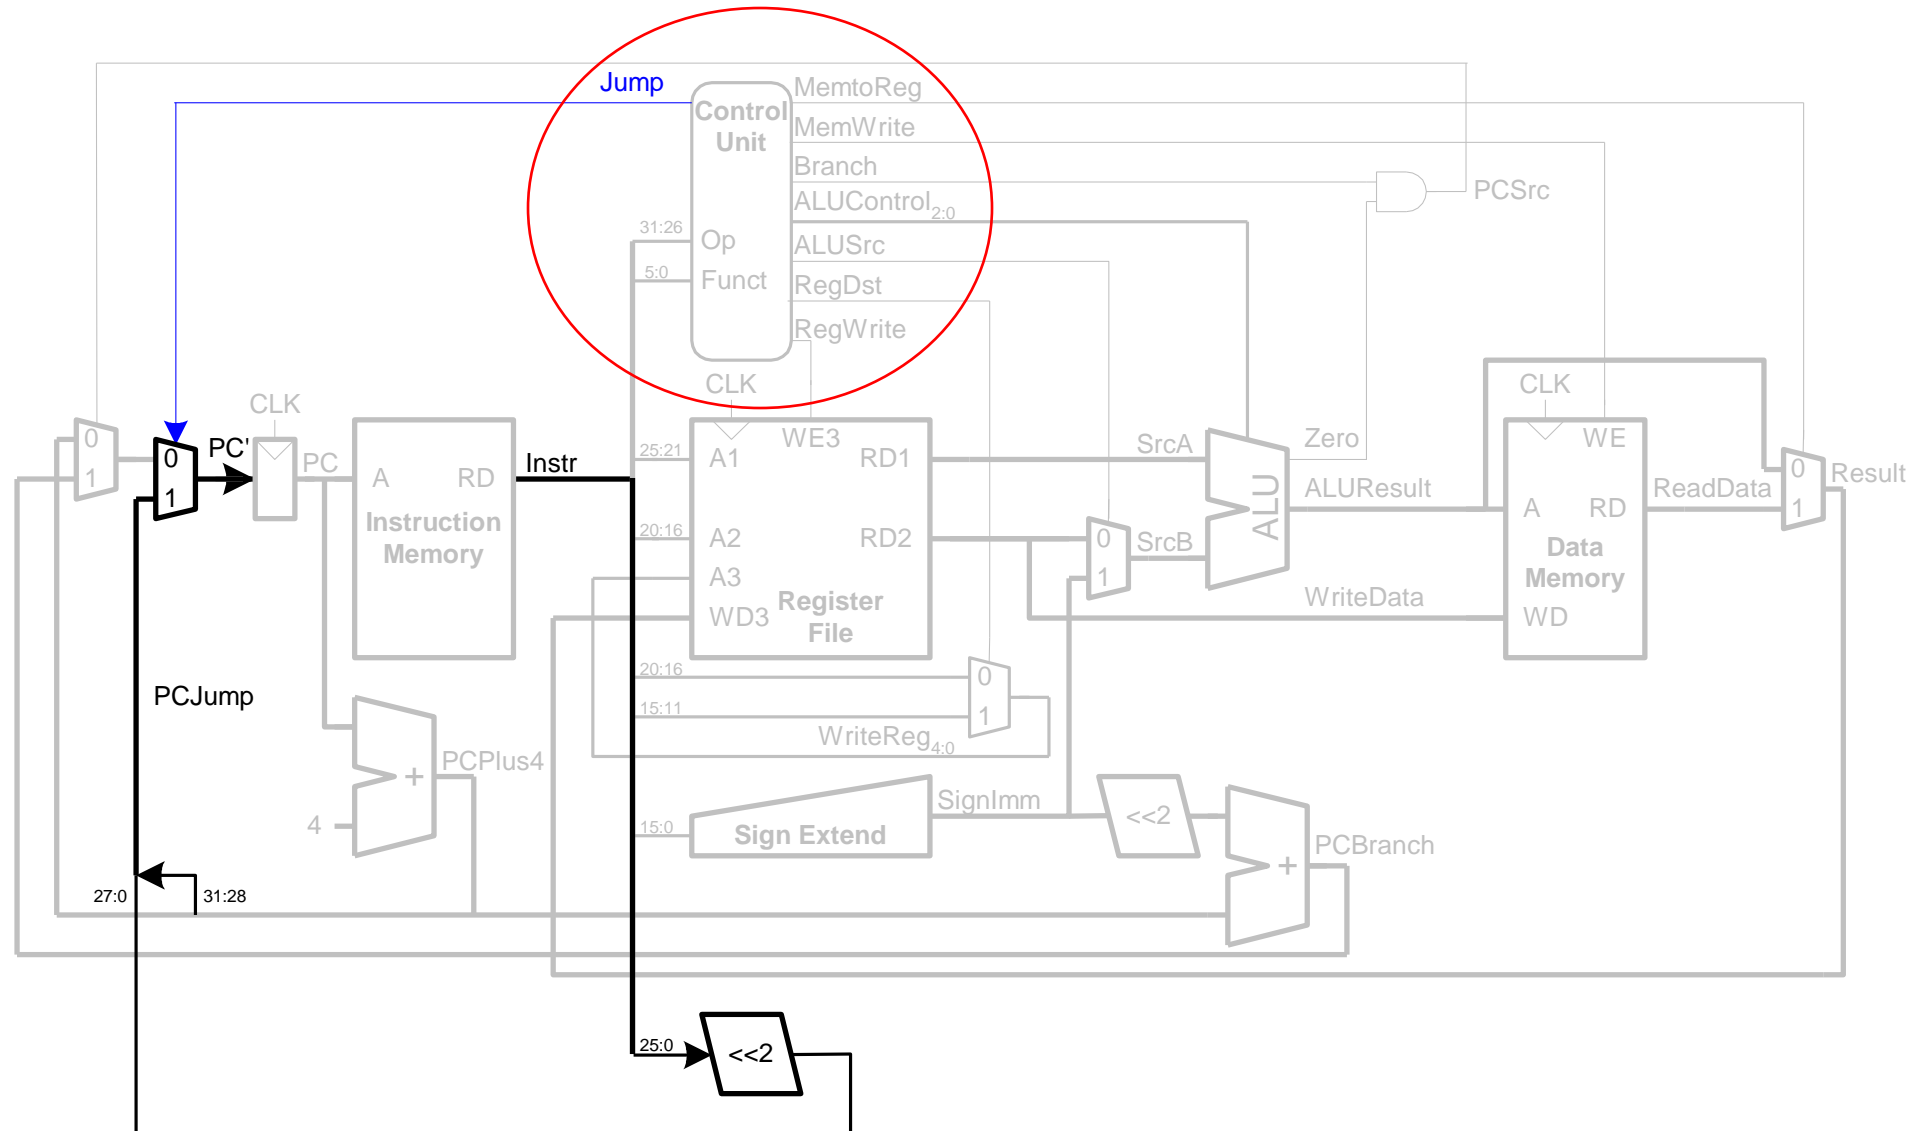 Jump
Control
Unit
MemtoReg
MemWrite
Branch
ALUControl2:0
ALUSrc
RegDst
RegWrite
PCSrc
31:26
Op
5:0
Funct
CLK
CLK
CLK
0
1
0
1
PC'
PC
A
RD
Instruction
Memory
Instr
25:21
A1
WE3
RD1
20:16
A2
RD2
A3
WD3
Register
File
SrcA
0
1
SrcB
ALU
Zero
ALUResult
WriteData
WE
A
RD
Data
Memory
WD
ReadData
0
1
Result
PCJump
20:16
0
15:11
1
WriteReg4:0
+
PCPlus4
4
15:0
Sign Extend
SignImm
<<2
+
PCBranch
27:0
31:28
25:0
<<2